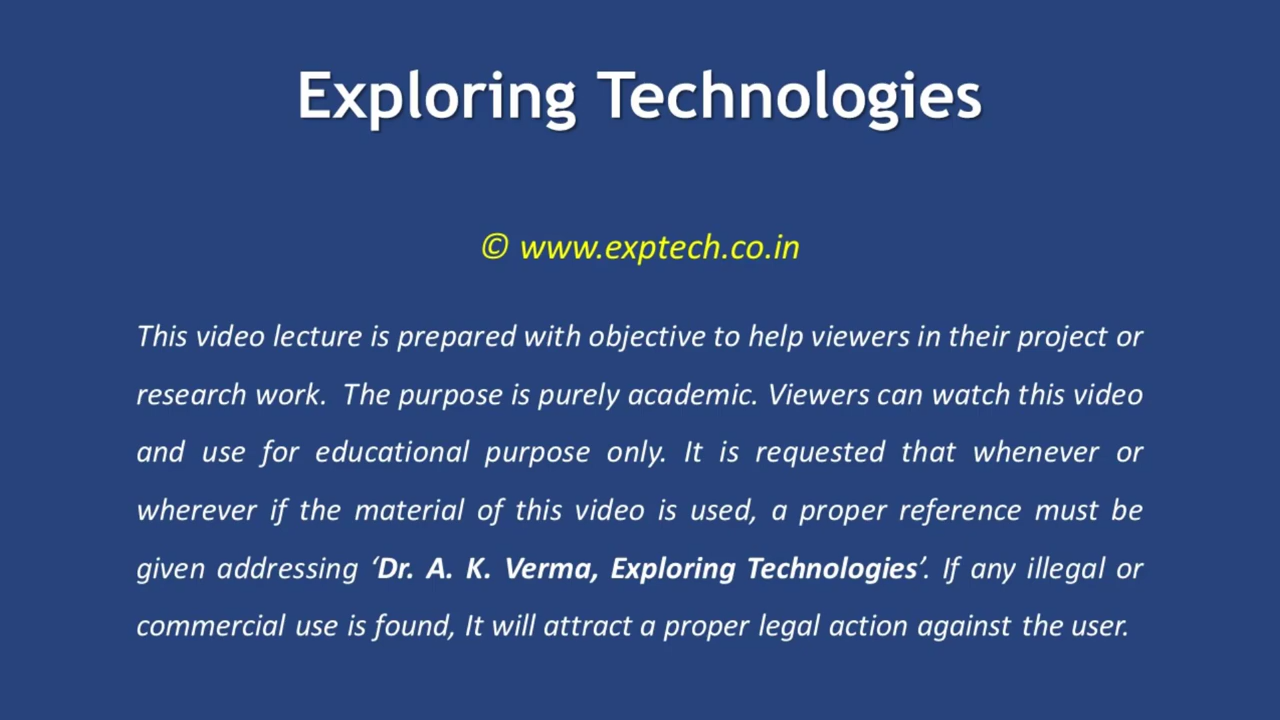 Exploring Technologies
© www.exptech.co.in
This video lecture is prepared with objective to help viewers in their project or
research work.  The purpose is purely academic. Viewers can watch this video
and use for educational purpose only. It is requested that whenever or
wherever if the material of this video is used, a proper reference must be
given addressing ‘Dr. A. K. Verma, Exploring Technologies’. If any illegal or
commercial use is found, It will attract a proper legal action against the user.